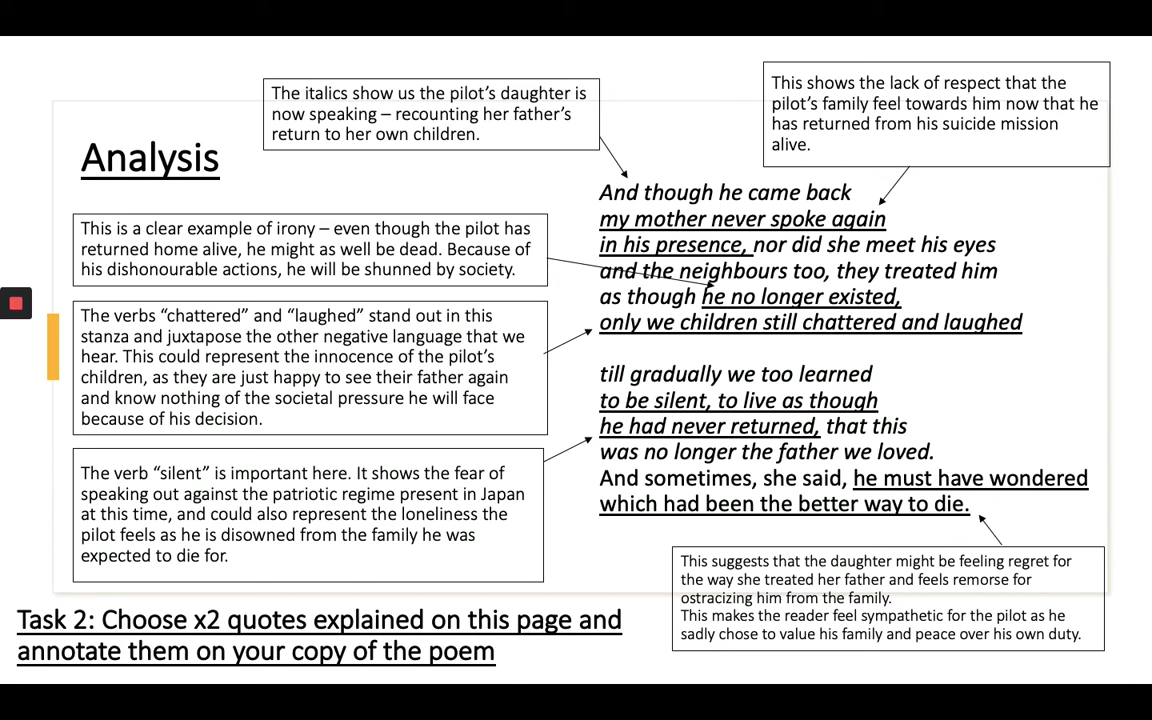 Analysis
The italics show us the pilot's daughter is
now speaking – recounting her father's
return to her own children.
This shows the lack of respect that the
pilot's family feel towards him now that he
has returned from his suicide mission
alive.
This is a clear example of irony – even though the pilot has
returned home alive, he might as well be dead. Because of
his dishonourable actions, he will be shunned by society.
The verbs "chattered" and "laughed" stand out in this
stanza and juxtapose the other negative language that we
hear. This could represent the innocence of the pilot's
children, as they are just happy to see their father again
and know nothing of the societal pressure he will face
because of his decision.
The verb "silent" is important here. It shows the fear of
speaking out against the patriotic regime present in Japan
at this time, and could also represent the loneliness the
pilot feels as he is disowned from the family he was
expected to die for.
And though he came back
my mother never spoke again
in his presence, nor did she meet his eyes
and the neighbours too, they treated him
as though he no longer existed,
only we children still chattered and laughed
till gradually we too learned
to be silent, to live as though
he had never returned, that this
was no longer the father we loved.
And sometimes, she said, he must have wondered
which had been the better way to die.
This suggests that the daughter might be feeling regret for
the way she treated her father and feels remorse for
ostracizing him from the family.
This makes the reader feel sympathetic for the pilot as he
sadly chose to value his family and peace over his own duty.
Task 2: Choose x2 quotes explained on this page and
annotate them on your copy of the poem